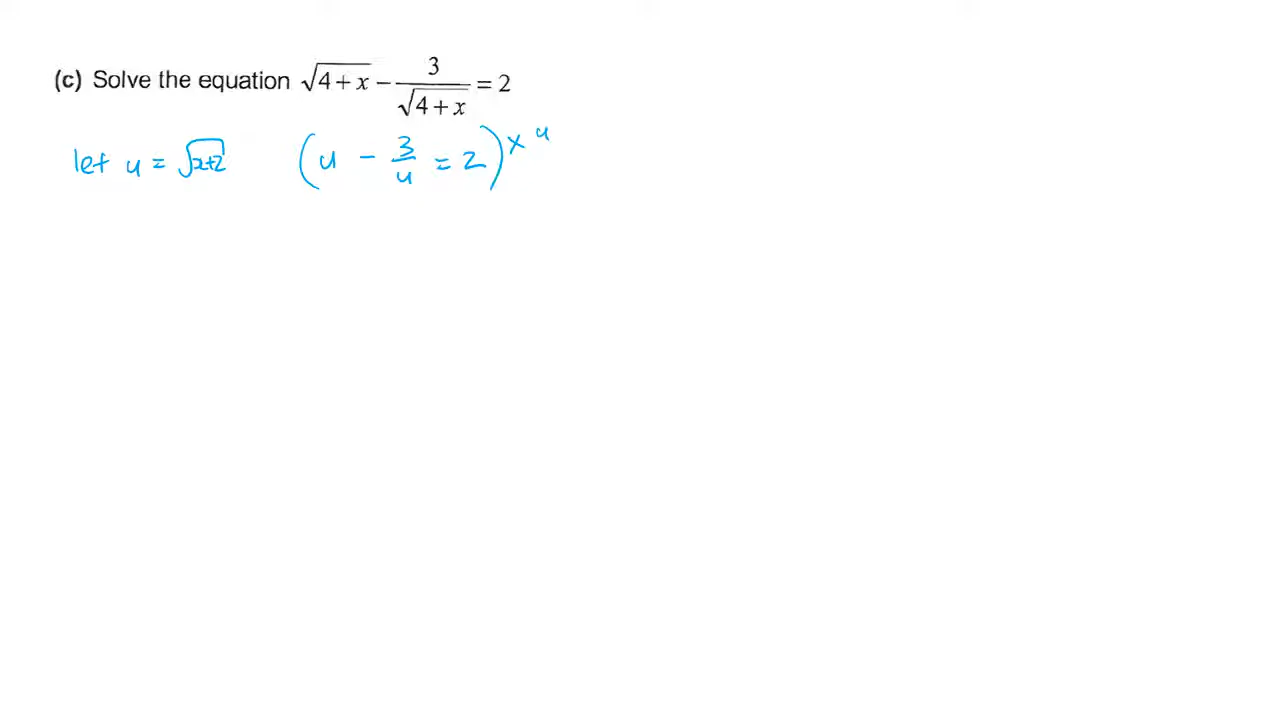 (c) Solve the equation √(4 + x) − 3/√(4 + x) = 2
let u = √(x+2) (u − 3/u = 2) × u